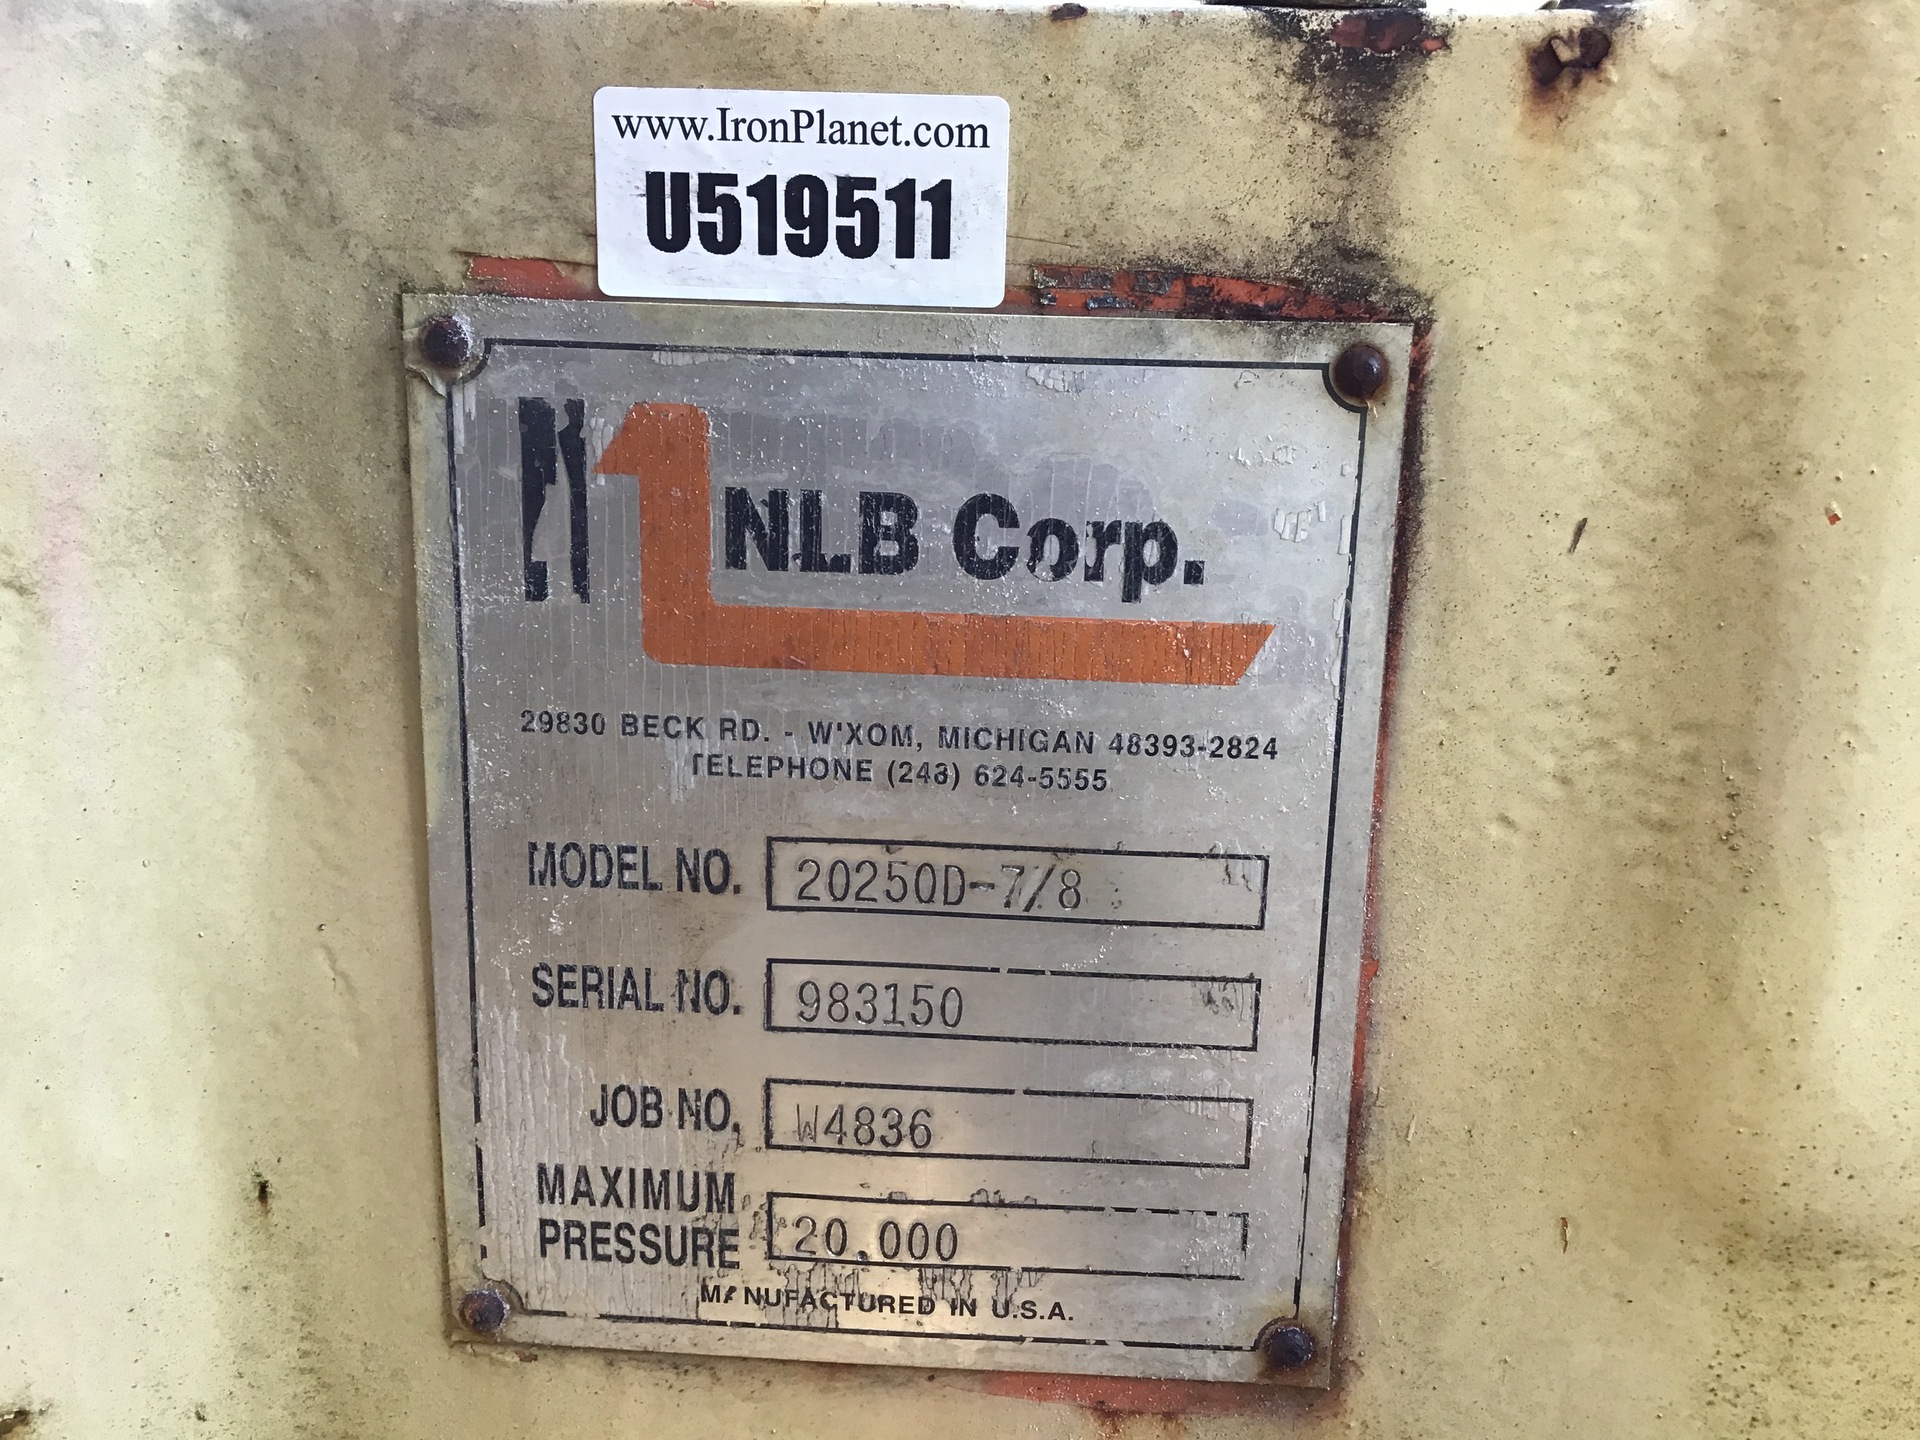 www.IronPlanet.com
U519511
NLB Corp.
29830 BECK RD. - W'XOM, MICHIGAN 48393-2824
TELEPHONE (248) 624-5555
MODEL NO. 20250D-7/8
SERIAL NO. 983150
JOB NO. W4836
MAXIMUM
PRESSURE 20,000
MANUFACTURED IN U.S.A.